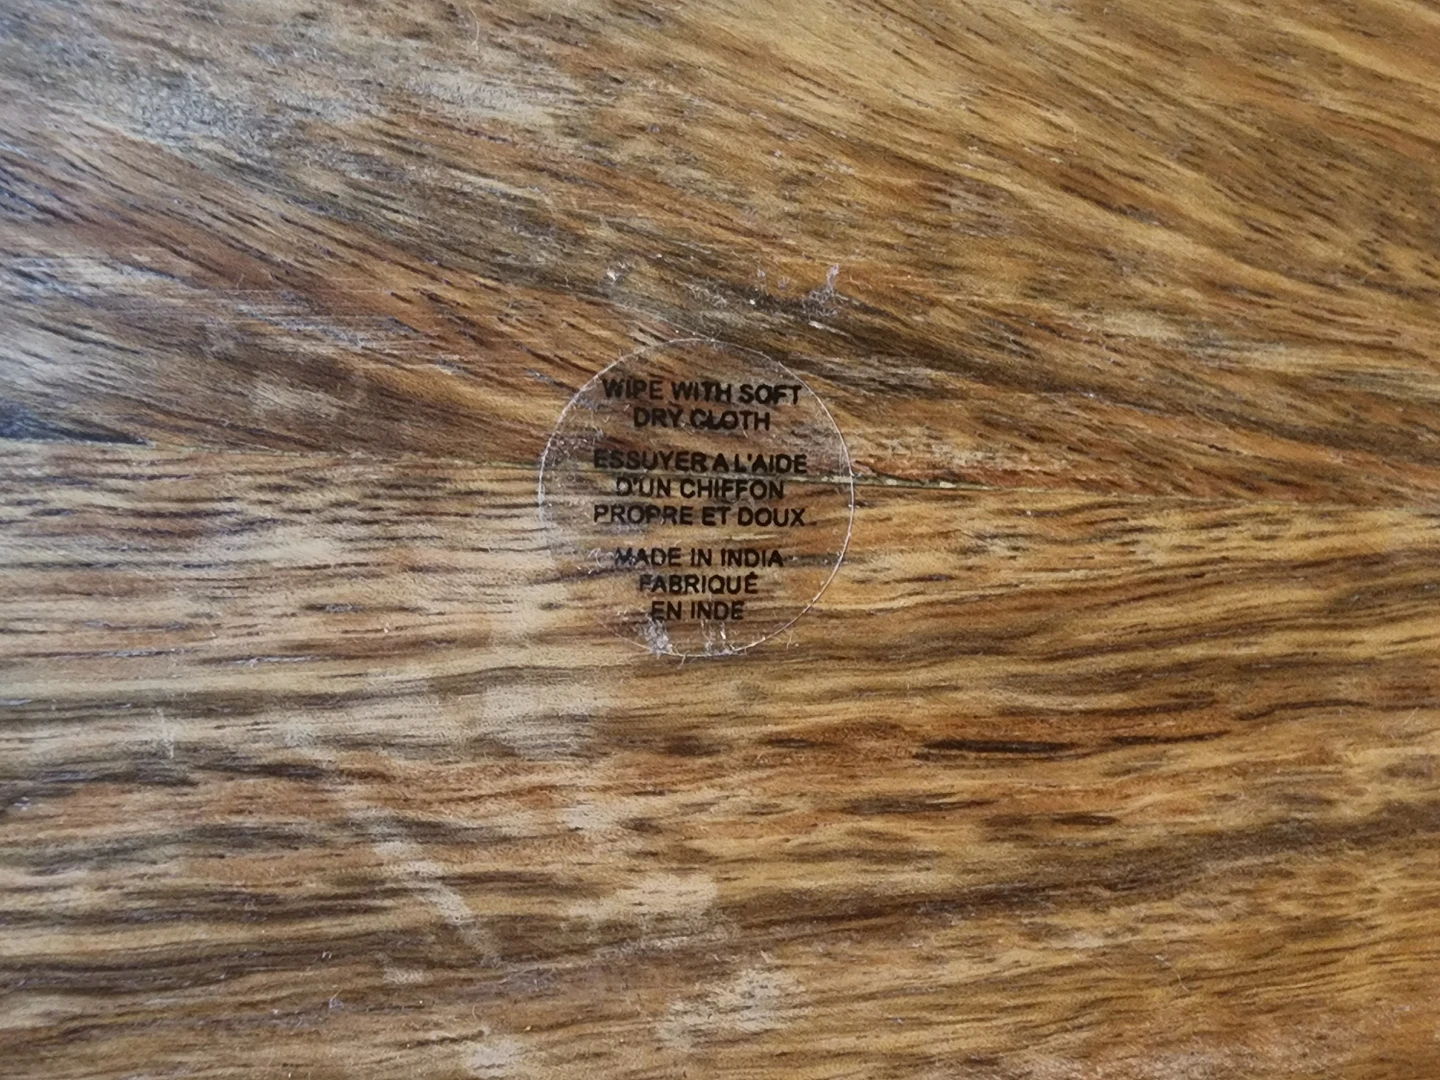 WIPE WITH SOFT
DRY CLOTH
ESSUYER A L'AIDE
D'UN CHIFFON
PROPRE ET DOUX
MADE IN INDIA
FABRIQUÉ
EN INDE